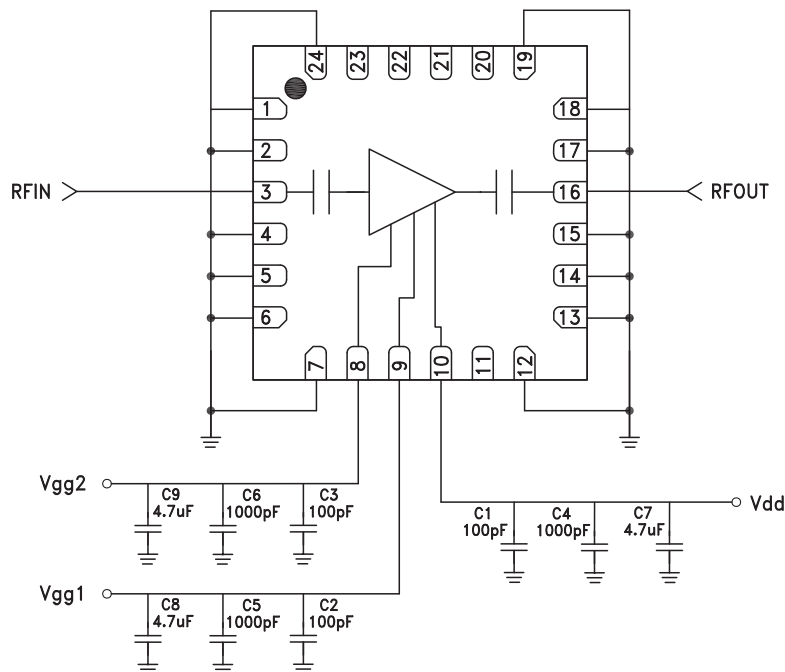 24 23 22 21 20 19
1 18
2 17
RFIN 3 16 RFOUT
4 15
5 14
6 13
7 8 9 10 11 12
Vgg2
C9
4.7uF
C6
1000pF
C3
100pF
C1
100pF
C4
1000pF
C7
4.7uF
Vdd
Vgg1
C8
4.7uF
C5
1000pF
C2
100pF